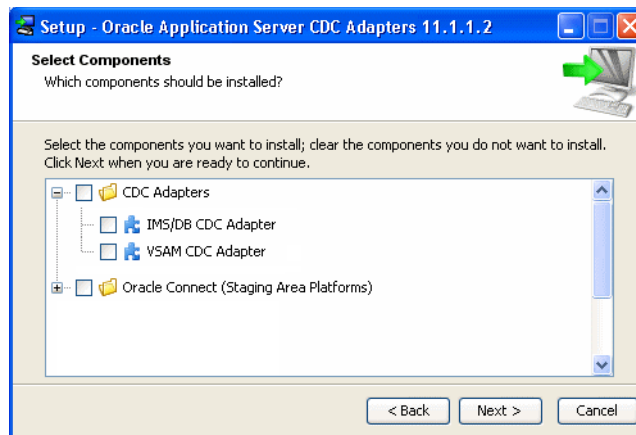 Setup - Oracle Application Server CDC Adapters 11.1.1.2
Select Components
Which components should be installed?
Select the components you want to install; clear the components you do not want to install.
Click Next when you are ready to continue.
CDC Adapters
IMS/DB CDC Adapter
VSAM CDC Adapter
Oracle Connect (Staging Area Platforms)
< Back
Next >
Cancel